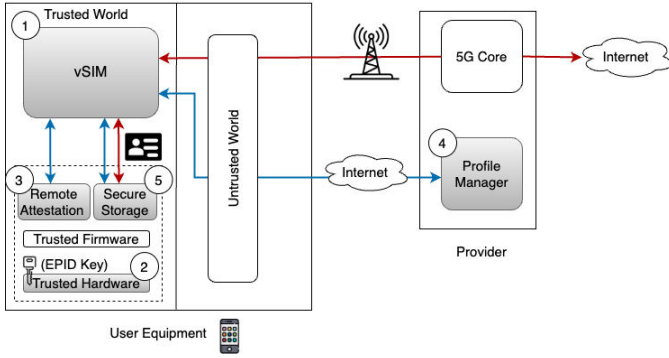 Trusted World
1
vSIM
5G Core
Internet
Untrusted World
3
5
4
Remote
Attestation
Secure
Storage
Internet
Profile
Manager
Trusted Firmware
(EPID Key)
2
Trusted Hardware
Provider
User Equipment